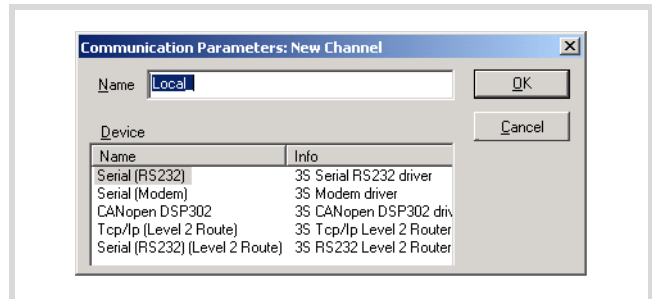 Communication Parameters: New Channel
Name Local_ OK
Cancel
Device
Name Info
Serial (RS232) 3S Serial RS232 driver
Serial (Modem) 3S Modem driver
CANopen DSP302 3S CANopen DSP302 driv
Tcp/Ip (Level 2 Route) 3S Tcp/Ip Level 2 Router
Serial (RS232) (Level 2 Route) 3S RS232 Level 2 Router